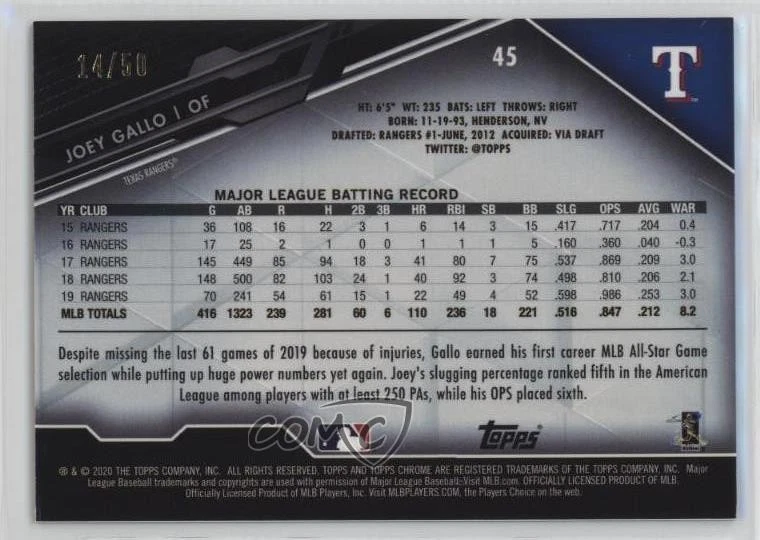 14/50
45
T
JOEY GALLO | OF
TEXAS RANGERS®
HT: 6'5" WT: 235 BATS: LEFT THROWS: RIGHT
BORN: 11-19-93, HENDERSON, NV
DRAFTED: RANGERS #1-JUNE, 2012 ACQUIRED: VIA DRAFT
TWITTER: @TOPPS
MAJOR LEAGUE BATTING RECORD
YR CLUB G AB R H 2B 3B HR RBI SB BB SLG OPS AVG WAR
15 RANGERS 36 108 16 22 3 1 6 14 3 15 .417 .717 .204 0.4
16 RANGERS 17 25 2 1 0 0 1 1 1 5 .160 .360 .040 -0.3
17 RANGERS 145 449 85 94 18 3 41 80 7 75 .537 .869 .209 3.0
18 RANGERS 148 500 82 103 24 1 40 92 3 74 .498 .810 .206 2.1
19 RANGERS 70 241 54 61 15 1 22 49 4 52 .598 .986 .253 3.0
MLB TOTALS 416 1323 239 281 60 6 110 236 18 221 .516 .847 .212 8.2
Despite missing the last 61 games of 2019 because of injuries, Gallo earned his first career MLB All-Star Game
selection while putting up huge power numbers yet again. Joey's slugging percentage ranked fifth in the American
League among players with at least 250 PAs, while his OPS placed sixth.
COMC
Topps
® & © 2020 THE TOPPS COMPANY, INC. ALL RIGHTS RESERVED. TOPPS AND TOPPS CHROME ARE REGISTERED TRADEMARKS OF THE TOPPS COMPANY, INC. Major
League Baseball trademarks and copyrights are used with permission of Major League Baseball. Visit MLB.com. OFFICIALLY LICENSED PRODUCT OF MLB
Officially Licensed Product of MLB Players, Inc. Visit MLBPLAYERS.COM, the Players Choice on the web.